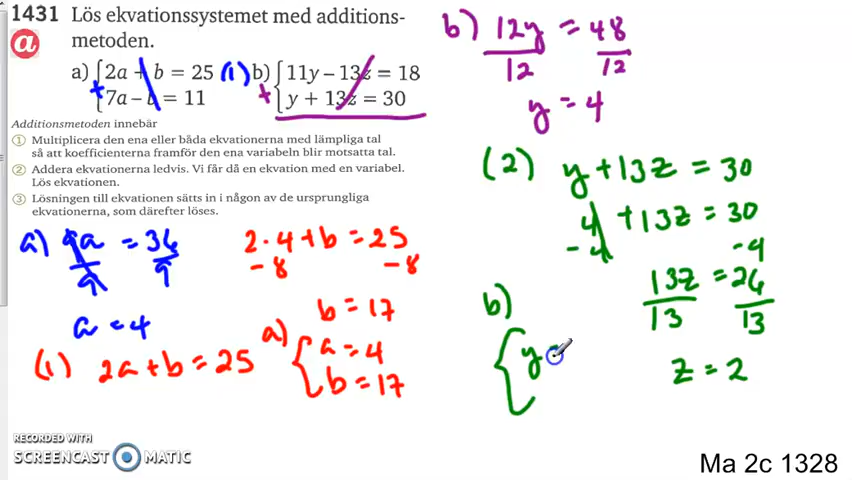 1431 Lös ekvationssystemet med additions-
metoden.
a) { 2a + b = 25 (1)
+ 7a – b = 11
b) { 11y – 13z = 18
+ y + 13z = 30
Additionsmetoden innebär
① Multiplicera den ena eller båda ekvationerna med lämpliga tal
så att koefficienterna framför den ena variabeln blir motsatta tal.
② Addera ekvationerna ledvis. Vi får då en ekvation med en variabel.
Lös ekvationen.
③ Lösningen till ekvationen sätts in i någon av de ursprungliga
ekvationerna, som därefter löses.
a) 9a = 36
9 9
a = 4
(1) 2a + b = 25
2 · 4 + b = 25
-8 -8
b = 17
a) { a = 4
b = 17
b) 12y = 48
12 12
y = 4
(2) y + 13z = 30
4 + 13z = 30
-4 -4
13z = 26
13 13
z = 2
b) { y =
RECORDED WITH
SCREENCAST MATIC
Ma 2c 1328